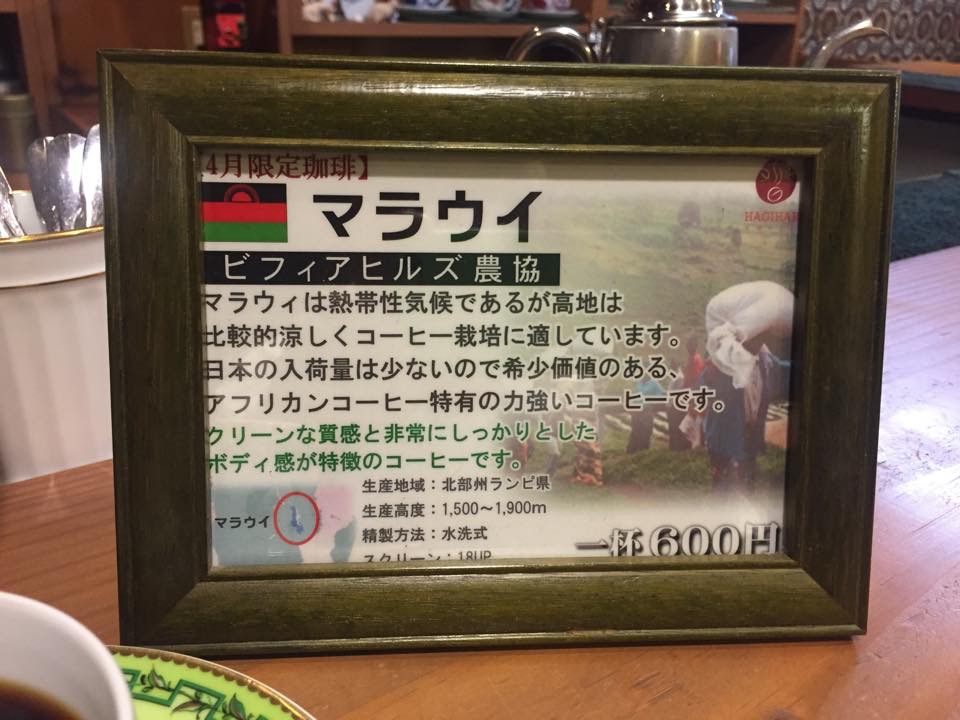 【4月限定珈琲】
マラウイ
ビフィアヒルズ農協
マラウィは熱帯性気候であるが高地は
比較的涼しくコーヒー栽培に適しています。
日本の入荷量は少ないので希少価値のある、
アフリカンコーヒー特有の力強いコーヒーです。
クリーンな質感と非常にしっかりとした
ボディ感が特徴のコーヒーです。
生産地域：北部州ランピ県
生産高度：1,500～1,900m
精製方法：水洗式
スクリーン：18UP
マラウイ
一杯600円
HAGIHAR